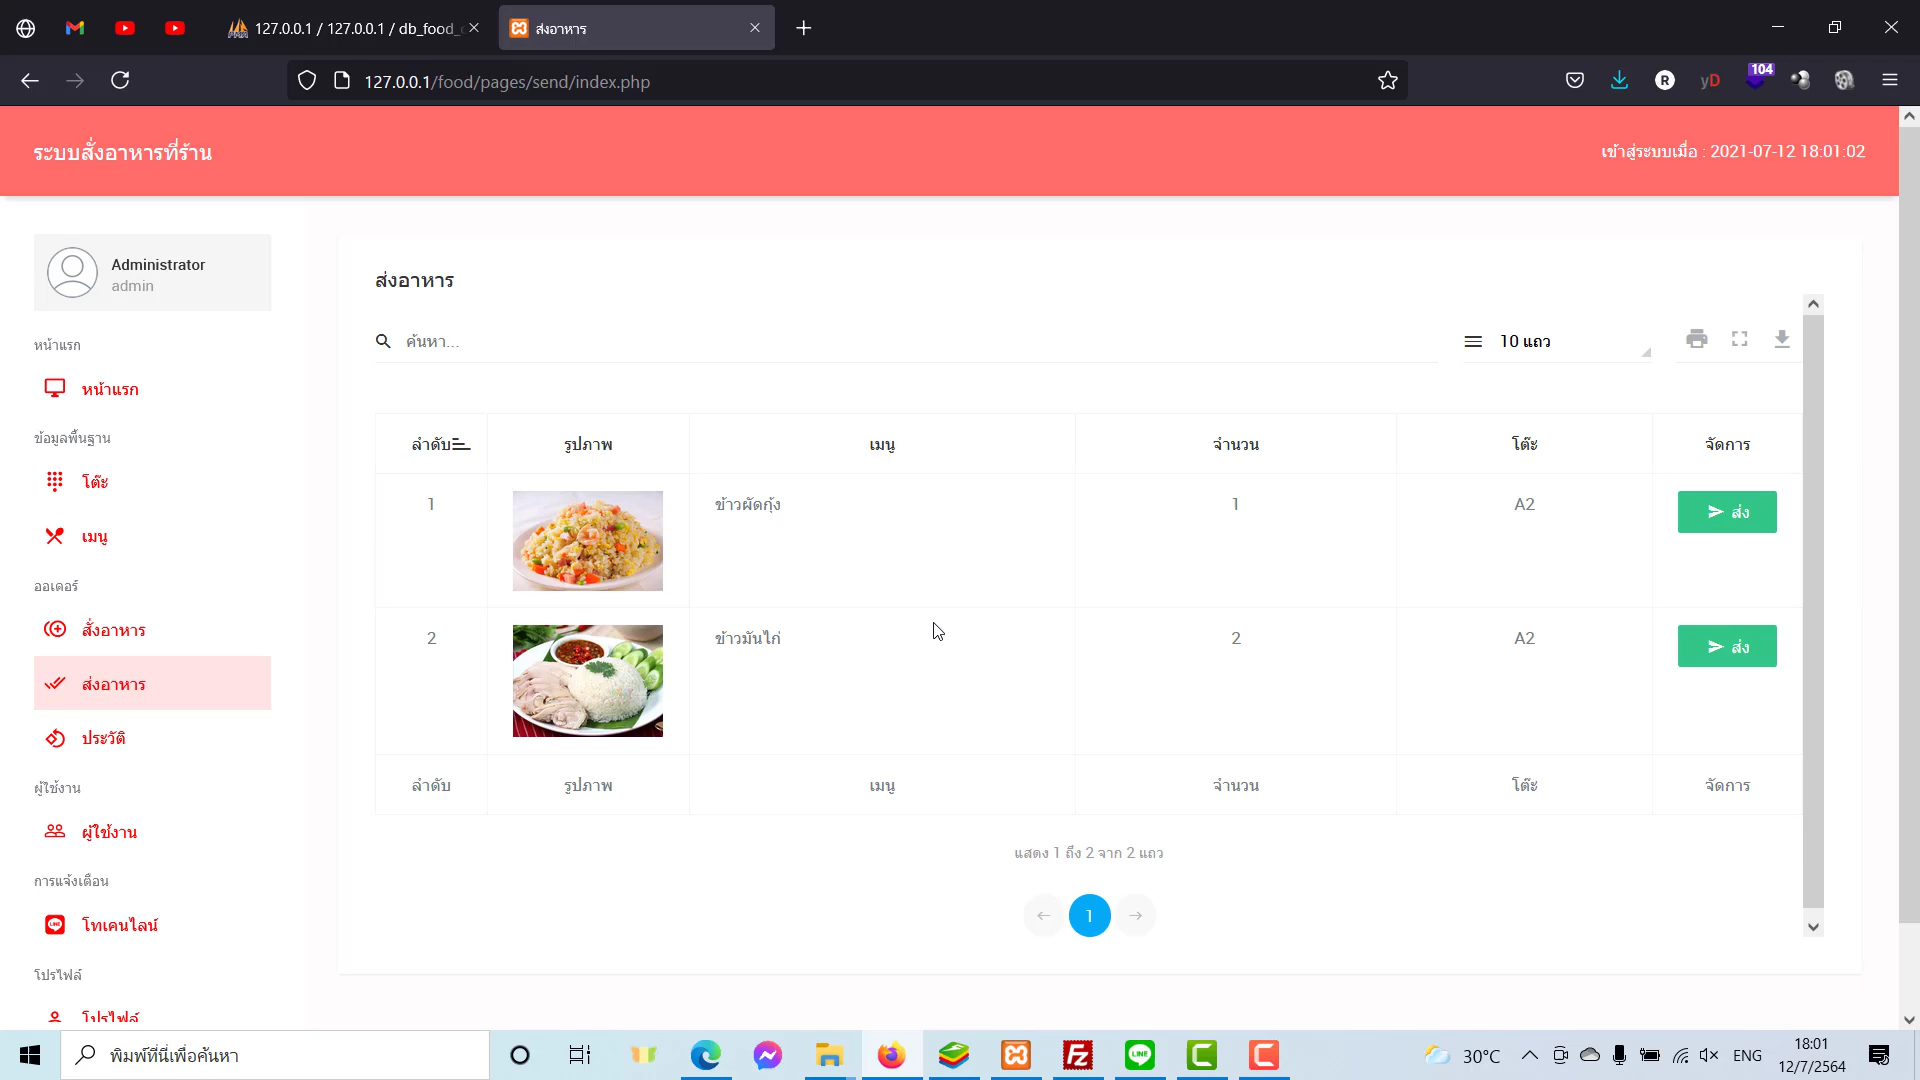 127.0.0.1 / 127.0.0.1 / db_food_
ส่งอาหาร
127.0.0.1/food/pages/send/index.php
R
yD
104
ระบบสั่งอาหารที่ร้าน
เข้าสู่ระบบเมื่อ : 2021-07-12 18:01:02
Administrator
admin
หน้าแรก
หน้าแรก
ข้อมูลพื้นฐาน
โต๊ะ
เมนู
ออเดอร์
สั่งอาหาร
ส่งอาหาร
ประวัติ
ผู้ใช้งาน
ผู้ใช้งาน
การแจ้งเตือน
โทเคนไลน์
โปรไฟล์
โปรไฟล์
ส่งอาหาร
ค้นหา...
10 แถว
ลำดับ รูปภาพ เมนู จำนวน โต๊ะ จัดการ
1 ข้าวผัดกุ้ง 1 A2 ส่ง
2 ข้าวมันไก่ 2 A2 ส่ง
ลำดับ รูปภาพ เมนู จำนวน โต๊ะ จัดการ
แสดง 1 ถึง 2 จาก 2 แถว
1
พิมพ์ที่นี่เพื่อค้นหา
30°C
ENG
18:01
12/7/2564